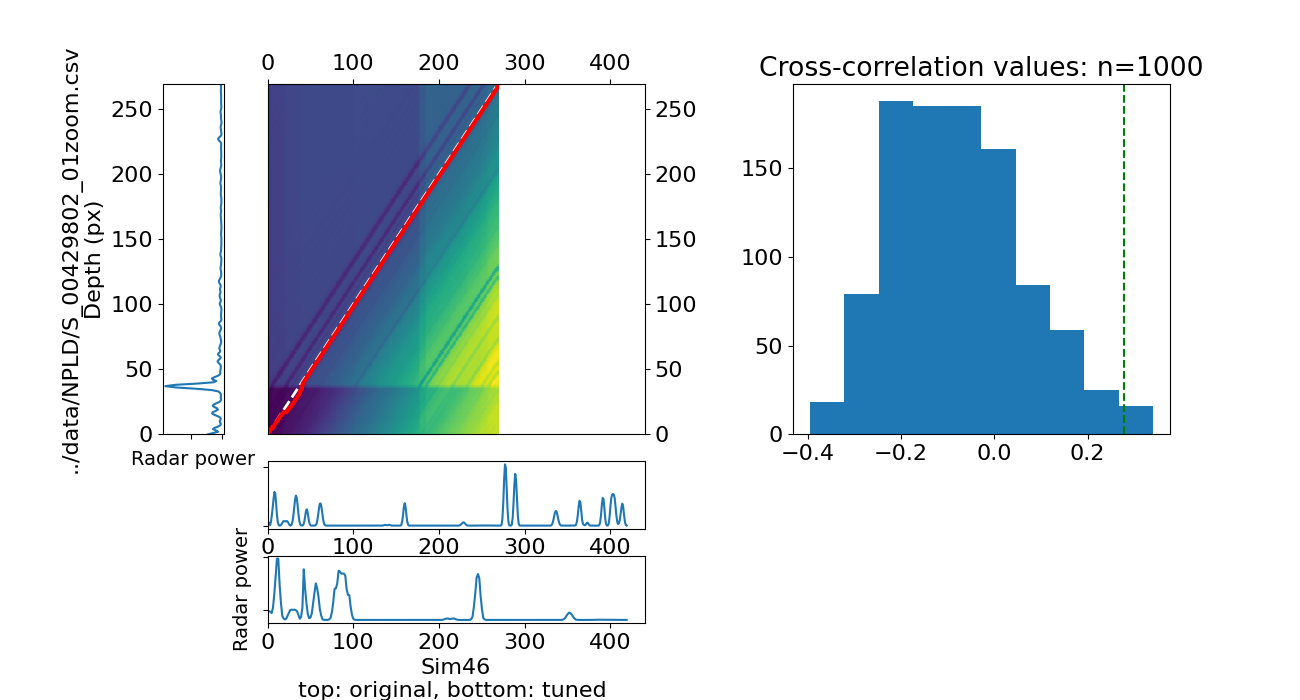 0 100 200 300 400
Cross-correlation values: n=1000
../data/NPLD/S_00429802_01zoom.csv
Depth (px)
250
200
150
100
50
0
250
200
150
100
50
0
150
100
50
0
−0.4 −0.2 0.0 0.2
Radar power
0 100 200 300 400
Radar power
0 100 200 300 400
Sim46
top: original, bottom: tuned